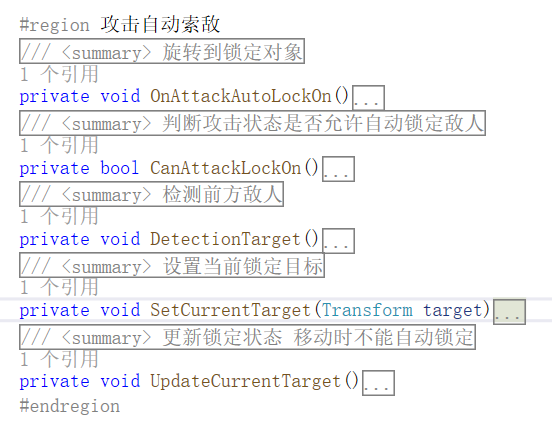 #region 攻击自动索敌
/// <summary> 旋转到锁定对象
1 个引用
private void OnAttackAutoLockOn()...
/// <summary> 判断攻击状态是否允许自动锁定敌人
1 个引用
private bool CanAttackLockOn()...
/// <summary> 检测前方敌人
1 个引用
private void DetectionTarget()...
/// <summary> 设置当前锁定目标
1 个引用
private void SetCurrentTarget(Transform target)...
/// <summary> 更新锁定状态 移动时不能自动锁定
1 个引用
private void UpdateCurrentTarget()...
#endregion